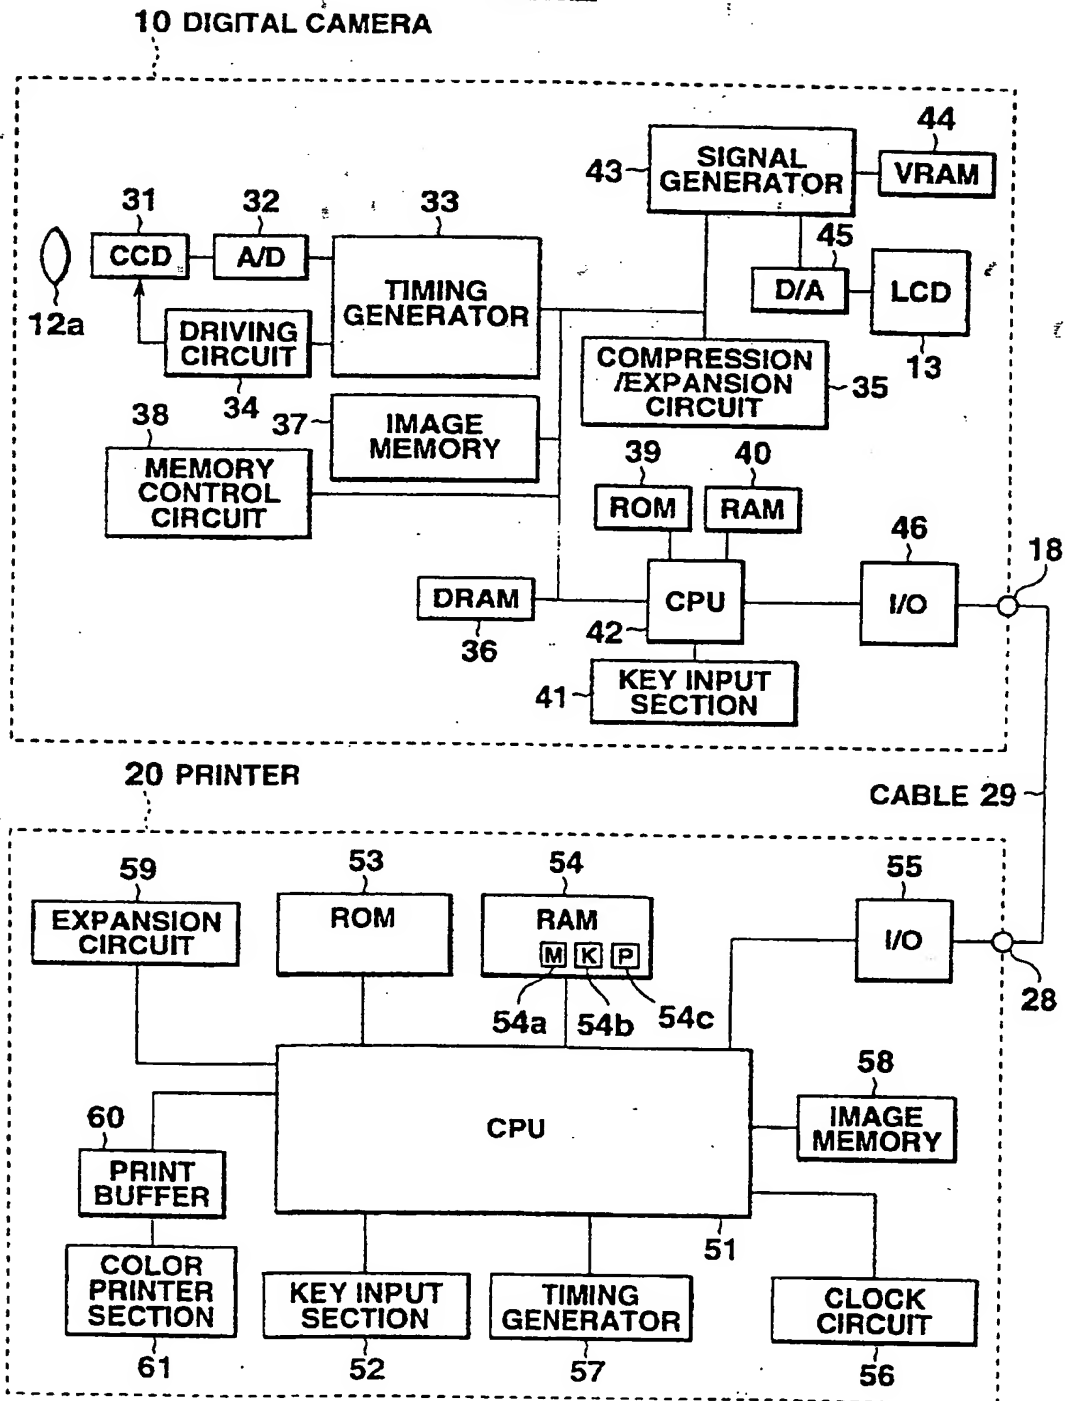 10 DIGITAL CAMERA
44
43
SIGNAL
GENERATOR
VRAM
31
32
33
45
CCD
A/D
TIMING
GENERATOR
D/A
LCD
12a
DRIVING
CIRCUIT
34
COMPRESSION
/EXPANSION
CIRCUIT
35
13
38
37
IMAGE
MEMORY
39
40
MEMORY
CONTROL
CIRCUIT
ROM
RAM
46
18
DRAM
CPU
I/O
36
42
41
KEY INPUT
SECTION
20 PRINTER
CABLE 29
59
53
54
55
EXPANSION
CIRCUIT
ROM
RAM
M K P
I/O
54a
54b
54c
28
58
CPU
IMAGE
MEMORY
60
PRINT
BUFFER
51
COLOR
PRINTER
SECTION
KEY INPUT
SECTION
TIMING
GENERATOR
CLOCK
CIRCUIT
61
52
57
56